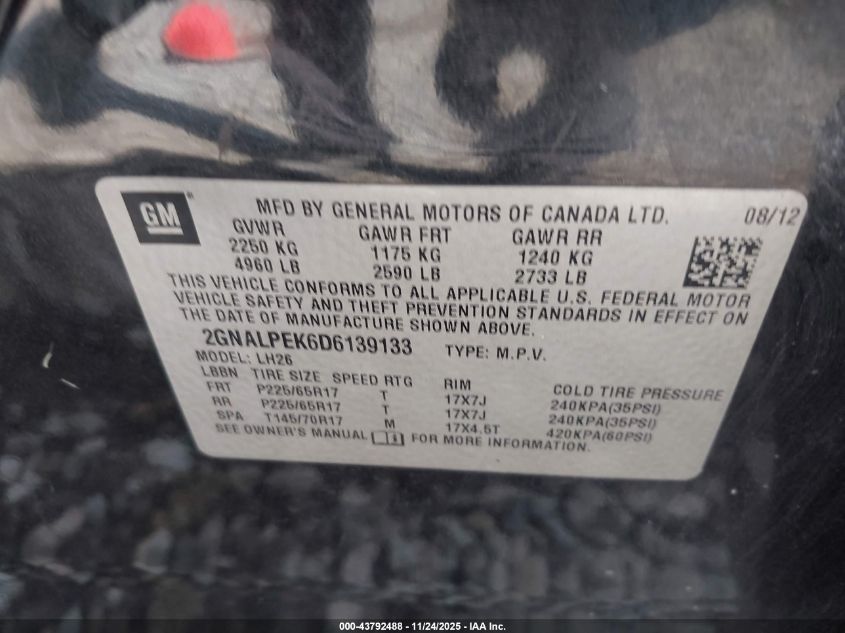 GM
MFD BY GENERAL MOTORS OF CANADA LTD. 08/12
GVWR GAWR FRT GAWR RR
2250 KG 1175 KG 1240 KG
4960 LB 2590 LB 2733 LB
THIS VEHICLE CONFORMS TO ALL APPLICABLE U.S. FEDERAL MOTOR
VEHICLE SAFETY AND THEFT PREVENTION STANDARDS IN EFFECT ON
THE DATE OF MANUFACTURE SHOWN ABOVE.
2GNALPEK6D6139133 TYPE: M.P.V.
MODEL: LH26
LBBN TIRE SIZE SPEED RTG RIM COLD TIRE PRESSURE
FRT P225/65R17 T 17X7J 240KPA(35PSI)
RR P225/65R17 T 17X7J 240KPA(35PSI)
SPA T145/70R17 M 17X4.5T 420KPA(60PSI)
SEE OWNER'S MANUAL FOR MORE INFORMATION.
000-43792488 - 11/24/2025 - IAA Inc.